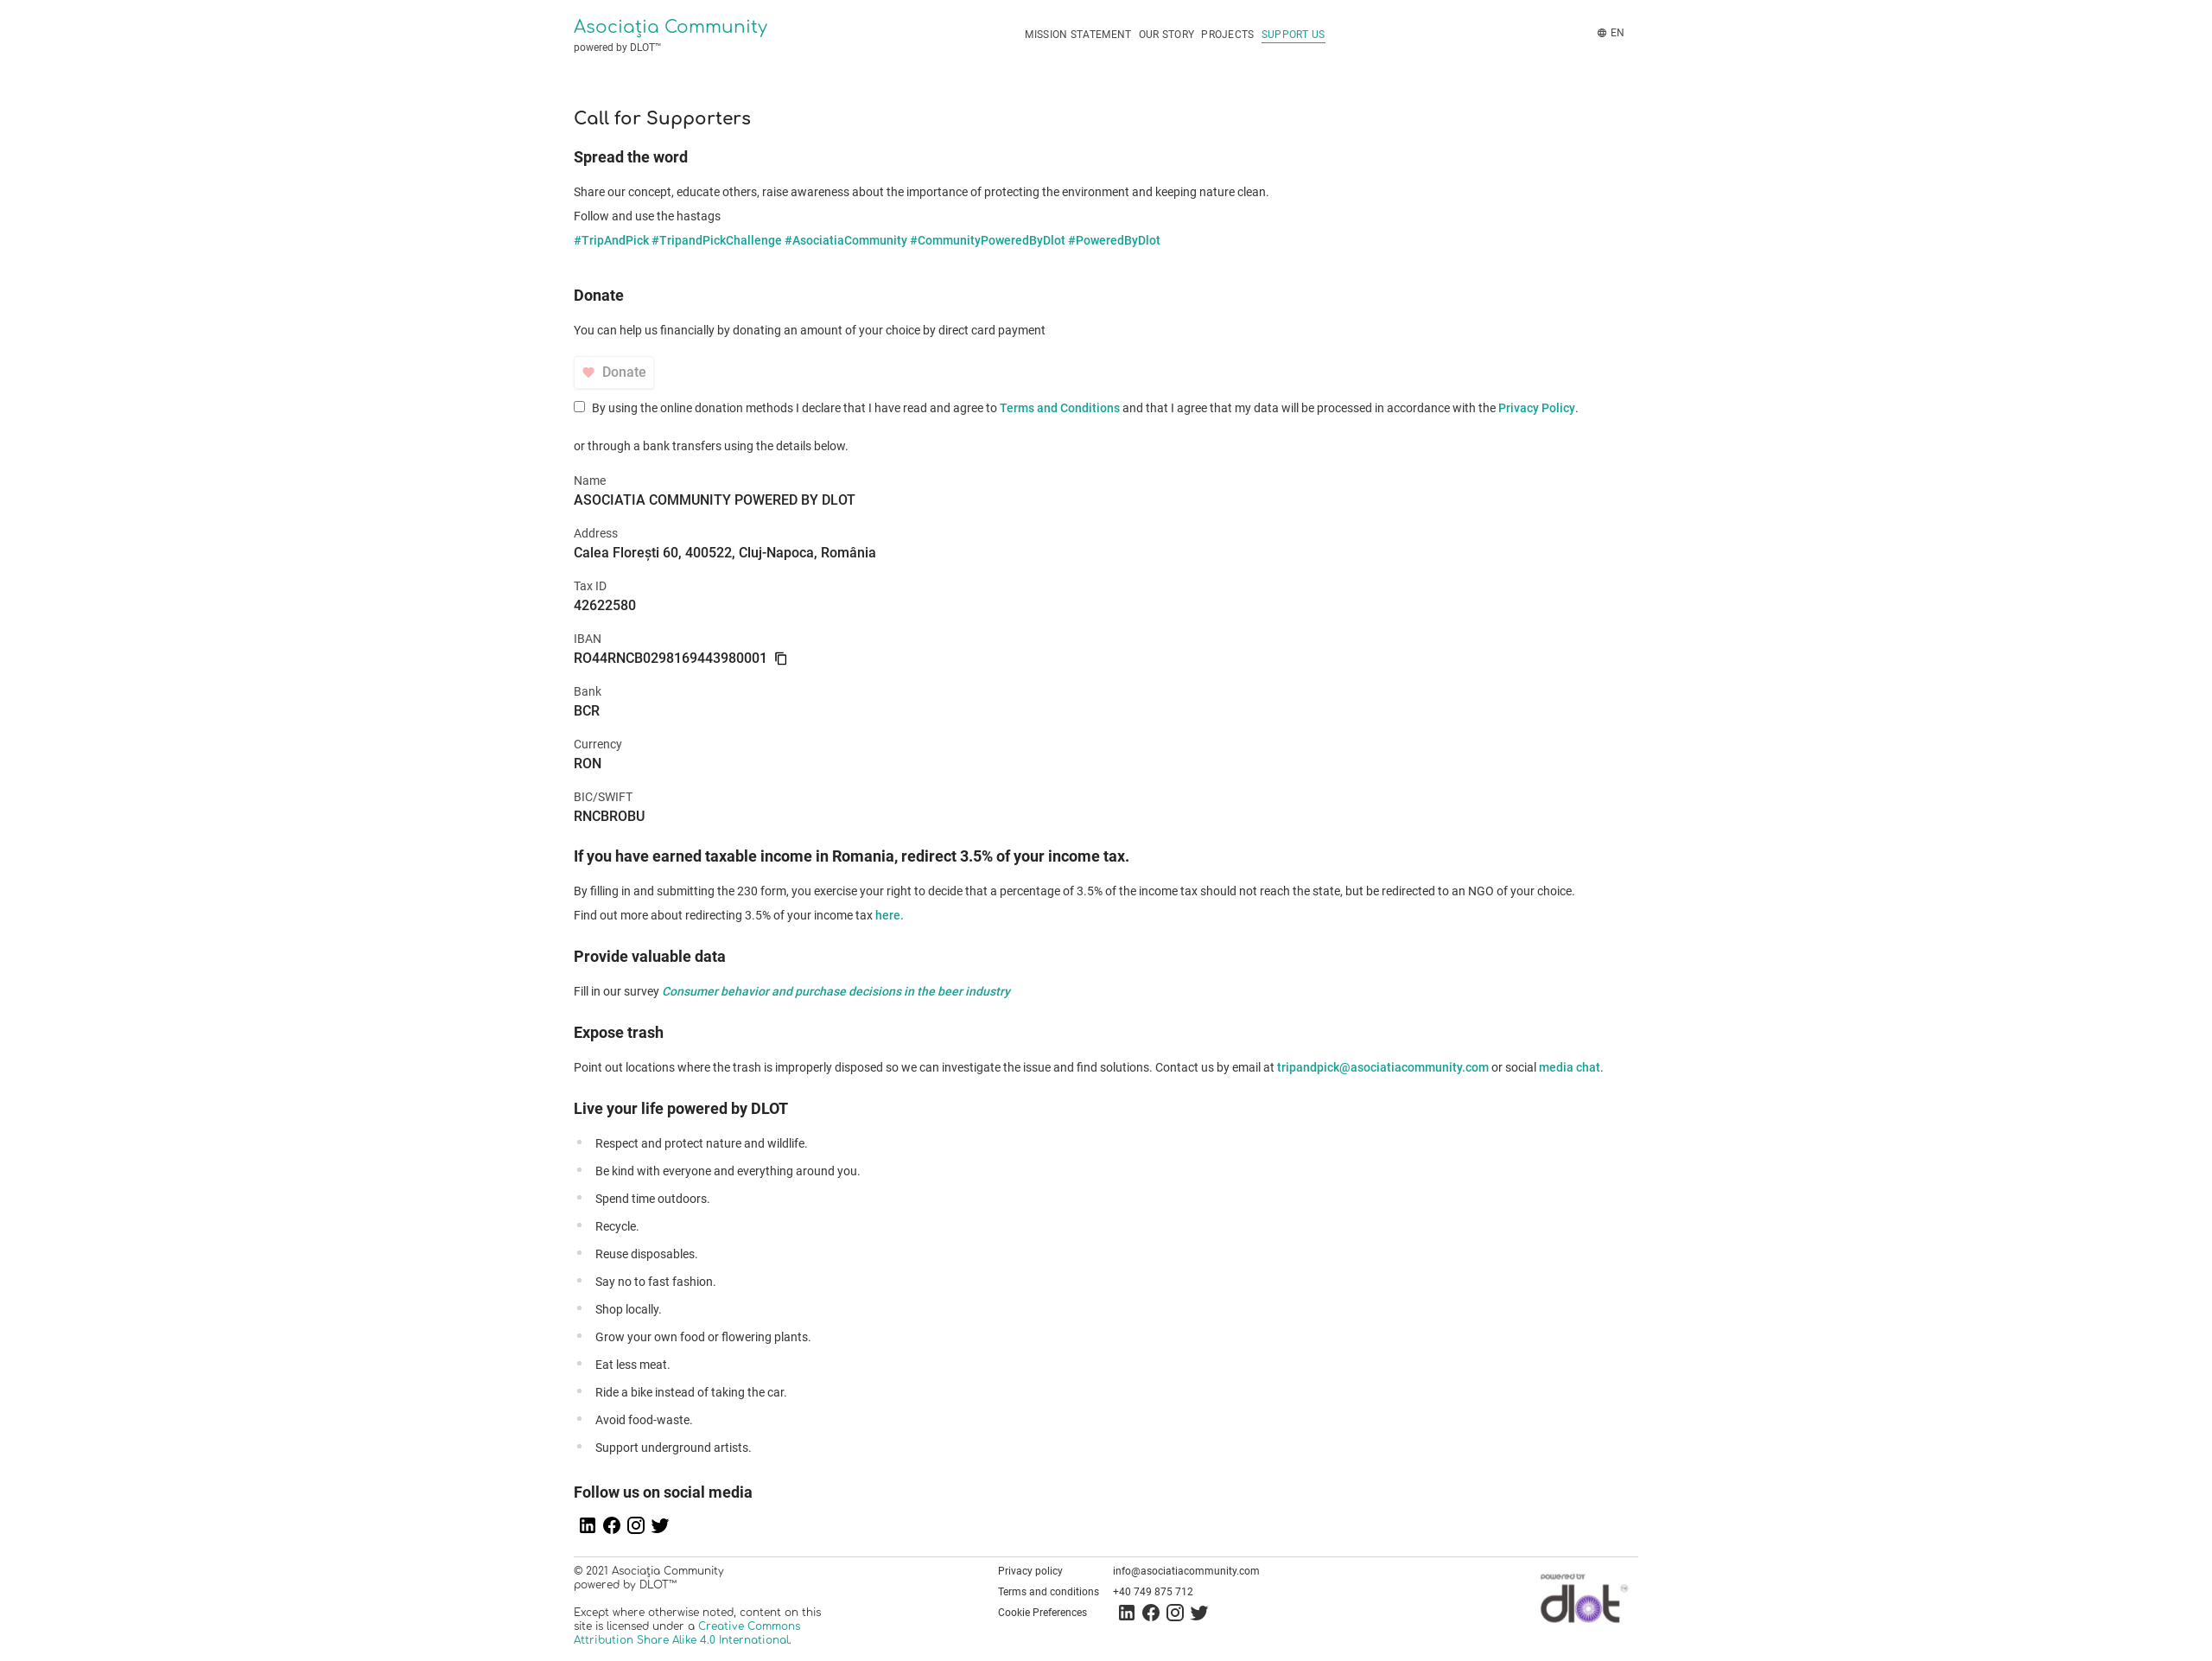 Asociația Community
powered by DLOT™
MISSION STATEMENT OUR STORY PROJECTS SUPPORT US
EN
Call for Supporters
Spread the word
Share our concept, educate others, raise awareness about the importance of protecting the environment and keeping nature clean.
Follow and use the hastags
#TripAndPick #TripandPickChallenge #AsociatiaCommunity #CommunityPoweredByDlot #PoweredByDlot
Donate
You can help us financially by donating an amount of your choice by direct card payment
Donate
By using the online donation methods I declare that I have read and agree to Terms and Conditions and that I agree that my data will be processed in accordance with the Privacy Policy.
or through a bank transfers using the details below.
Name
ASOCIATIA COMMUNITY POWERED BY DLOT
Address
Calea Florești 60, 400522, Cluj-Napoca, România
Tax ID
42622580
IBAN
RO44RNCB0298169443980001
Bank
BCR
Currency
RON
BIC/SWIFT
RNCBROBU
If you have earned taxable income in Romania, redirect 3.5% of your income tax.
By filling in and submitting the 230 form, you exercise your right to decide that a percentage of 3.5% of the income tax should not reach the state, but be redirected to an NGO of your choice.
Find out more about redirecting 3.5% of your income tax here.
Provide valuable data
Fill in our survey Consumer behavior and purchase decisions in the beer industry
Expose trash
Point out locations where the trash is improperly disposed so we can investigate the issue and find solutions. Contact us by email at tripandpick@asociatiacommunity.com or social media chat.
Live your life powered by DLOT
Respect and protect nature and wildlife.
Be kind with everyone and everything around you.
Spend time outdoors.
Recycle.
Reuse disposables.
Say no to fast fashion.
Shop locally.
Grow your own food or flowering plants.
Eat less meat.
Ride a bike instead of taking the car.
Avoid food-waste.
Support underground artists.
Follow us on social media
© 2021 Asociația Community
powered by DLOT™
Except where otherwise noted, content on this
site is licensed under a Creative Commons
Attribution Share Alike 4.0 International.
Privacy policy
Terms and conditions
Cookie Preferences
info@asociatiacommunity.com
+40 749 875 712
powered by
dlot